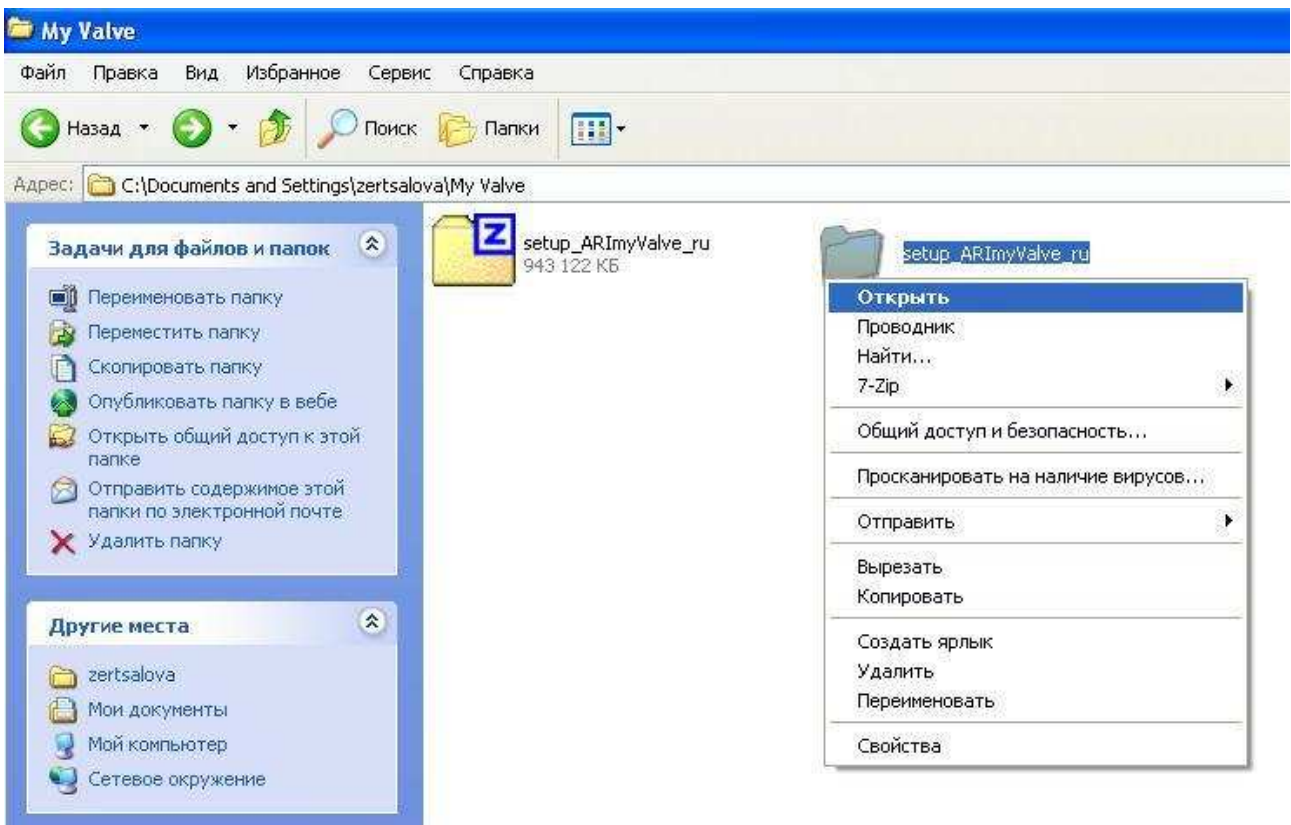 My Valve
Файл Правка Вид Избранное Сервис Справка
Назад Поиск Папки
Адрес: C:\Documents and Settings\zertsalova\My Valve
Задачи для файлов и папок
Переименовать папку
Переместить папку
Скопировать папку
Опубликовать папку в вебе
Открыть общий доступ к этой
папке
Отправить содержимое этой
папки по электронной почте
Удалить папку
Другие места
zertsalova
Мои документы
Мой компьютер
Сетевое окружение
Z
setup_ARImyValve_ru
943 122 КБ
setup_ARImyValve_ru
Открыть
Проводник
Найти...
7-Zip
Общий доступ и безопасность...
Просканировать на наличие вирусов...
Отправить
Вырезать
Копировать
Создать ярлык
Удалить
Переименовать
Свойства